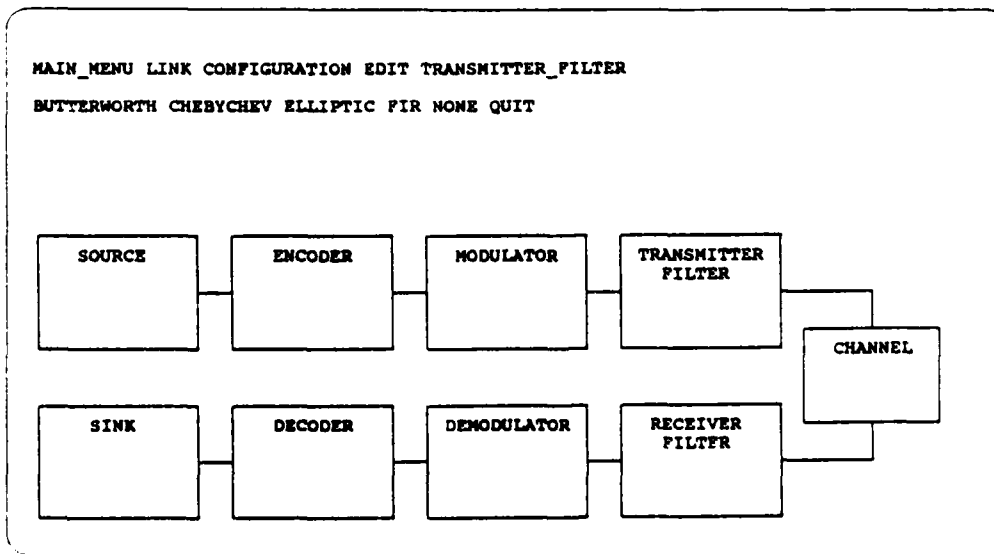 MAIN_MENU LINK CONFIGURATION EDIT TRANSMITTER_FILTER
BUTTERWORTH CHEBYCHEV ELLIPTIC FIR NONE QUIT
SOURCE
ENCODER
MODULATOR
TRANSMITTER
FILTER
CHANNEL
SINK
DECODER
DEMODULATOR
RECEIVER
FILTER